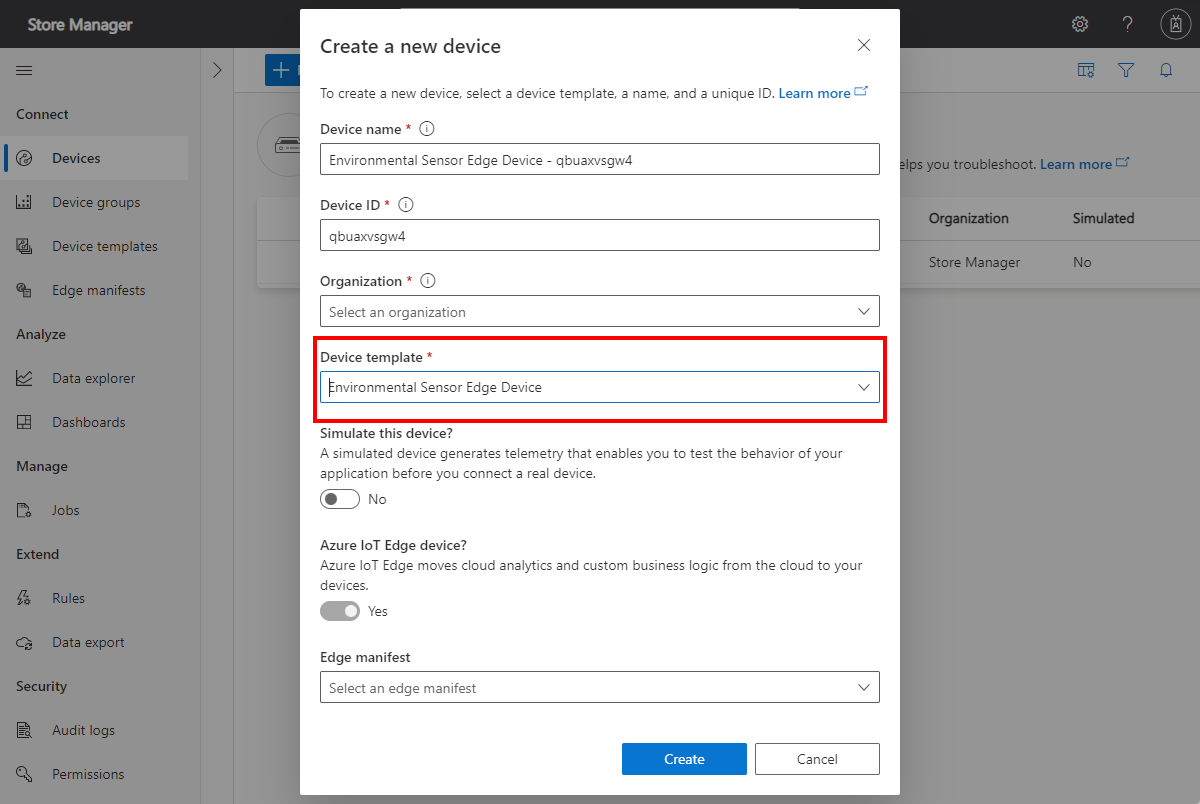 Store Manager
Connect
Devices
Device groups
Device templates
Edge manifests
Analyze
Data explorer
Dashboards
Manage
Jobs
Extend
Rules
Data export
Security
Audit logs
Permissions
Create a new device
To create a new device, select a device template, a name, and a unique ID. Learn more
Device name *
Environmental Sensor Edge Device - qbuaxvsgw4
Device ID *
qbuaxvsgw4
Organization *
Select an organization
Device template *
Environmental Sensor Edge Device
Simulate this device?
A simulated device generates telemetry that enables you to test the behavior of your
application before you connect a real device.
No
Azure IoT Edge device?
Azure IoT Edge moves cloud analytics and custom business logic from the cloud to your
devices.
Yes
Edge manifest
Select an edge manifest
Create Cancel
elps you troubleshoot. Learn more
Organization Simulated
Store Manager No